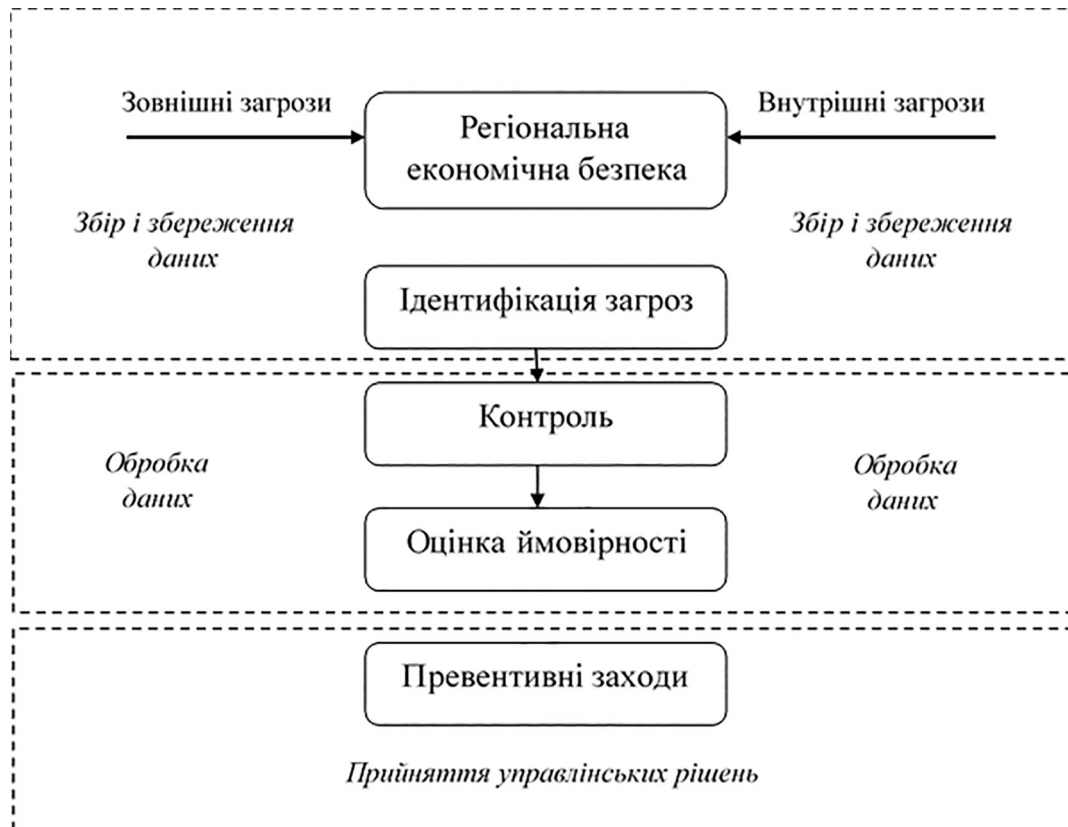 Зовнішні загрози
Регіональна
економічна безпека
Внутрішні загрози
Збір і збереження
даних
Збір і збереження
даних
Ідентифікація загроз
Контроль
Обробка
даних
Обробка
даних
Оцінка ймовірності
Превентивні заходи
Прийняття управлінських рішень